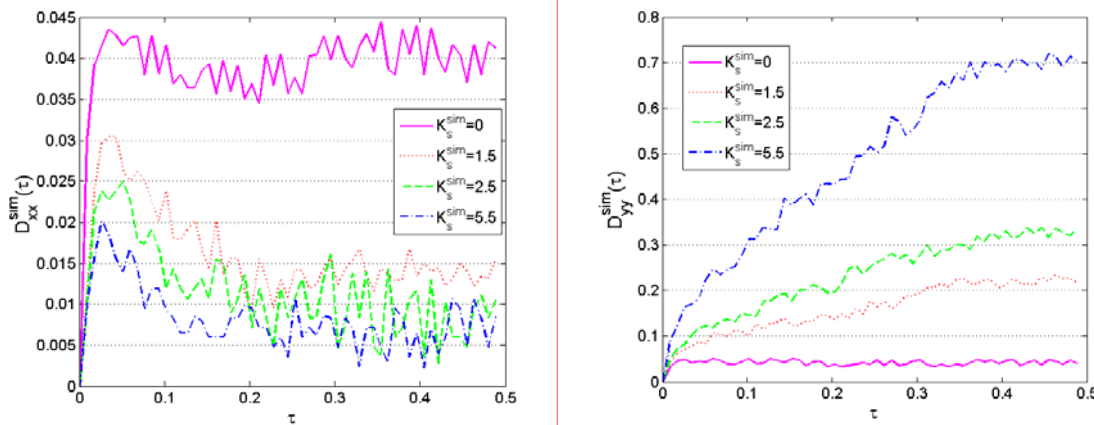 0.045
0.04
0.035
0.03
0.025
0.02
0.015
0.01
0.005
0
D_xx^sim(τ)
K_s^sim=0
K_s^sim=1.5
K_s^sim=2.5
K_s^sim=5.5
0 0.1 0.2 0.3 0.4 0.5
τ
0.8
0.7
0.6
0.5
0.4
0.3
0.2
0.1
0
D_yy^sim(τ)
K_s^sim=0
K_s^sim=1.5
K_s^sim=2.5
K_s^sim=5.5
0 0.1 0.2 0.3 0.4 0.5
τ